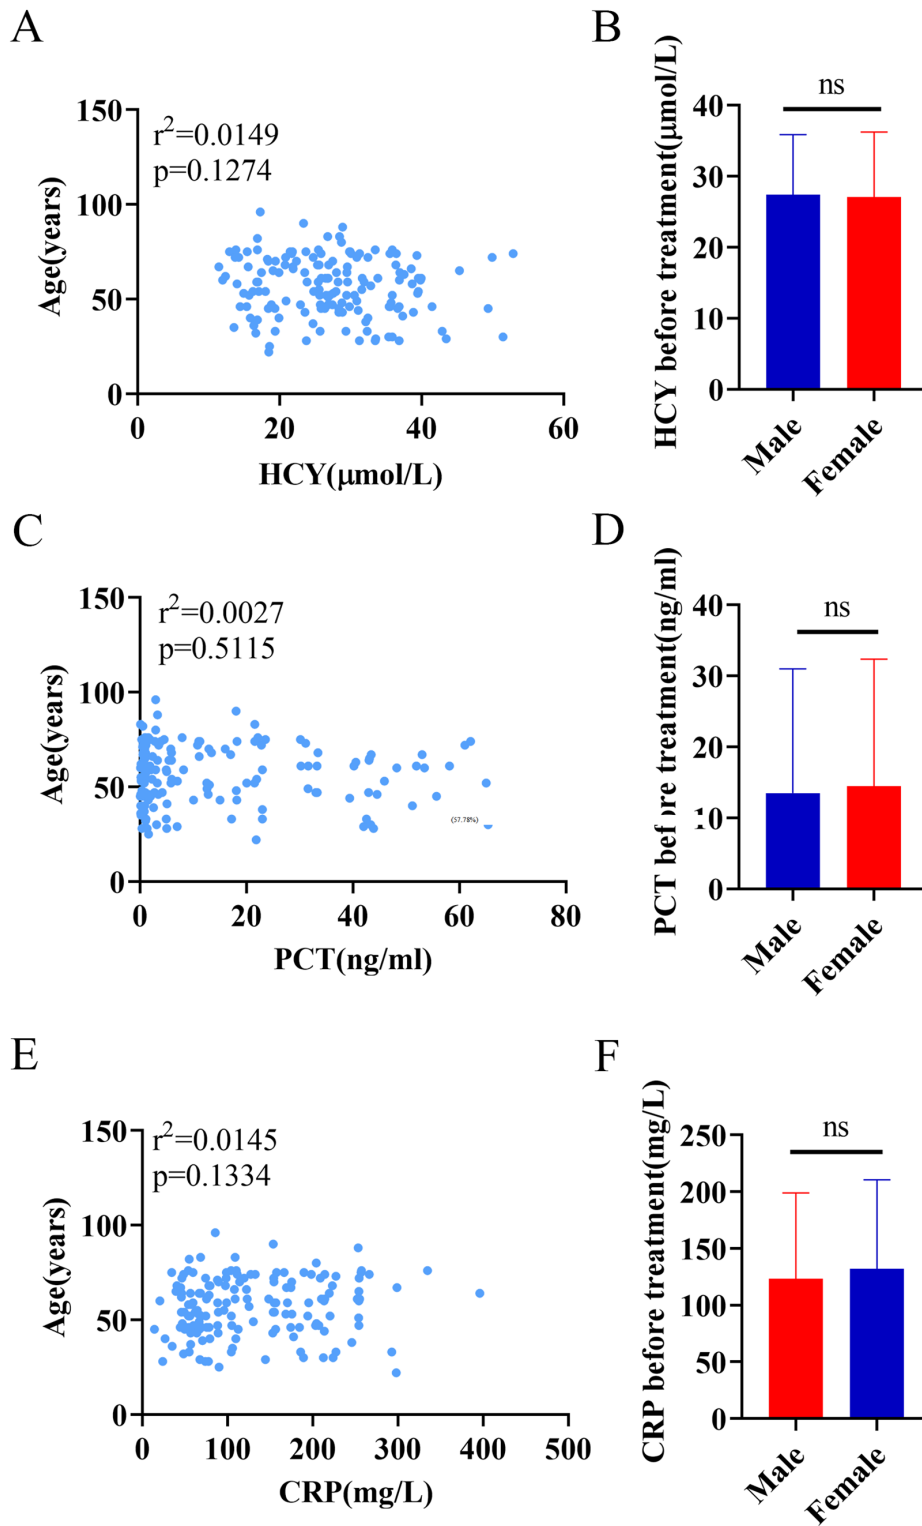 A
r²=0.0149
p=0.1274
Age(years)
150
100
50
0
0 20 40 60
HCY(μmol/L)
B
ns
HCY before treatment(μmol/L)
40
30
20
10
0
Male Female
C
r²=0.0027
p=0.5115
Age(years)
150
100
50
0
(57.78%)
0 20 40 60 80
PCT(ng/ml)
D
ns
PCT before treatment(ng/ml)
40
30
20
10
0
Male Female
E
r²=0.0145
p=0.1334
Age(years)
150
100
50
0
0 100 200 300 400 500
CRP(mg/L)
F
ns
CRP before treatment(mg/L)
250
200
150
100
50
0
Male Female